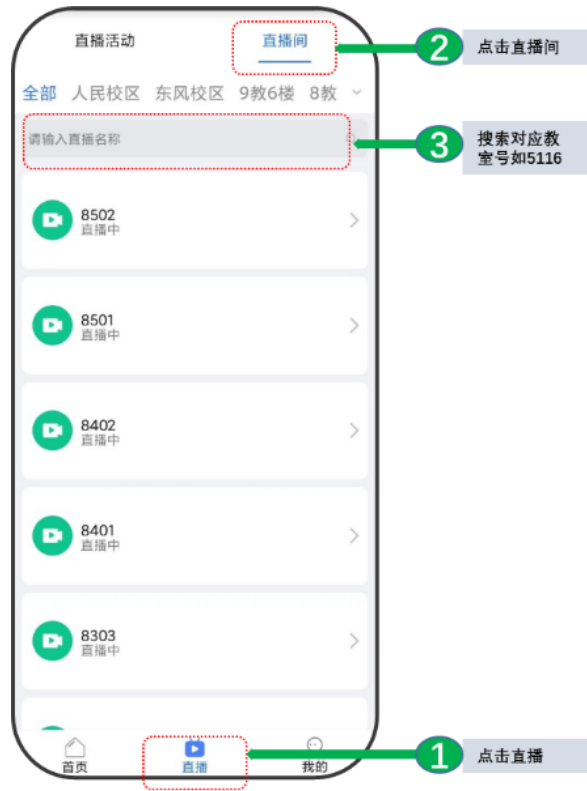 直播活动
直播间
2
点击直播间
全部 人民校区 东风校区 9教6楼 8教
请输入直播名称
3
搜索对应教
室号如5116
8502
直播中
8501
直播中
8402
直播中
8401
直播中
8303
直播中
首页
直播
我的
1
点击直播